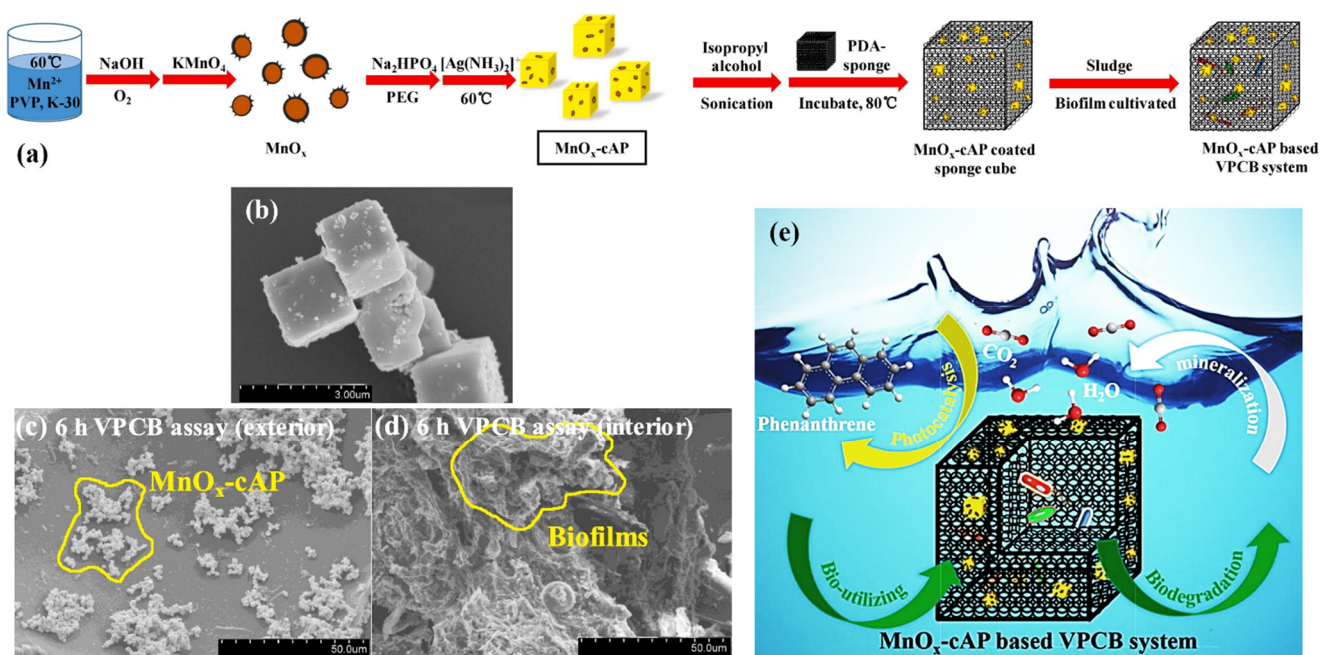 60℃
Mn²⁺
PVP, K-30
NaOH
O₂
KMnO₄
MnOₓ
Na₂HPO₄
PEG
[Ag(NH₃)₂]⁺
60℃
MnOₓ-cAP
Isopropyl
alcohol
Sonication
PDA-
sponge
Incubate, 80℃
MnOₓ-cAP coated
sponge cube
Sludge
Biofilm cultivated
MnOₓ-cAP based
VPCB system
(a)
(b)
3.00um
(c) 6 h VPCB assay (exterior)
MnOₓ-cAP
50.0um
(d) 6 h VPCB assay (interior)
Biofilms
50.0um
(e)
Phenanthrene
Photocatalysis
CO₂
H₂O
mineralization
Bio-utilizing
Biodegradation
MnOₓ-cAP based VPCB system